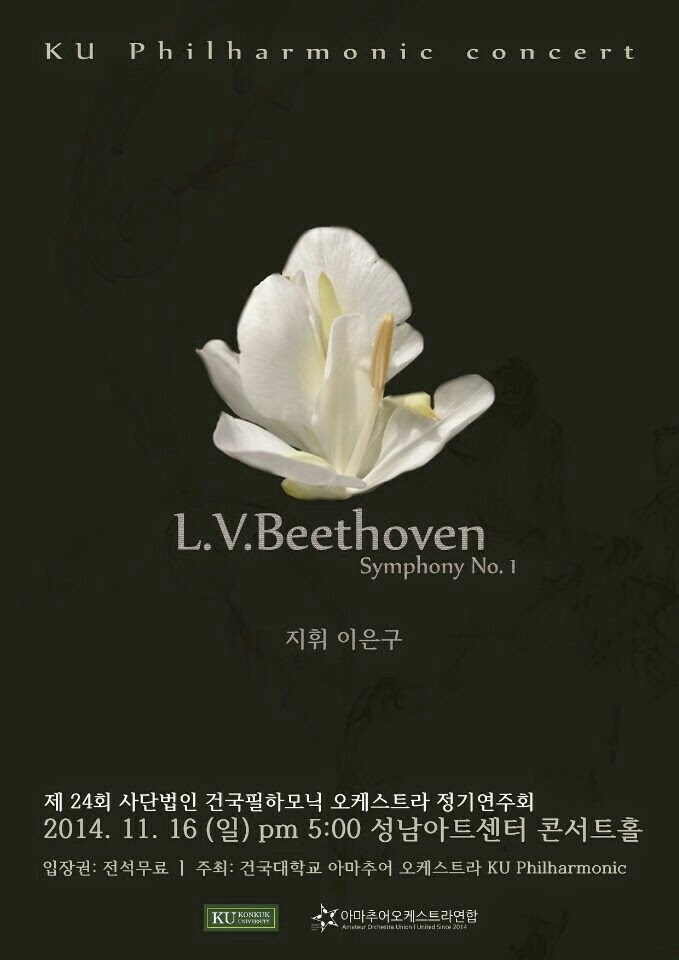 KU Philharmonic concert
L.V.Beethoven
Symphony No. 1
지휘 이은구
제 24회 사단법인 건국필하모닉 오케스트라 정기연주회
2014. 11. 16 (일) pm 5:00 성남아트센터 콘서트홀
입장권: 전석무료 | 주최: 건국대학교 아마추어 오케스트라 KU Philharmonic
KU KONKUK UNIVERSITY
아마추어오케스트라연합
Amateur Orchestra Union | United Since 2014